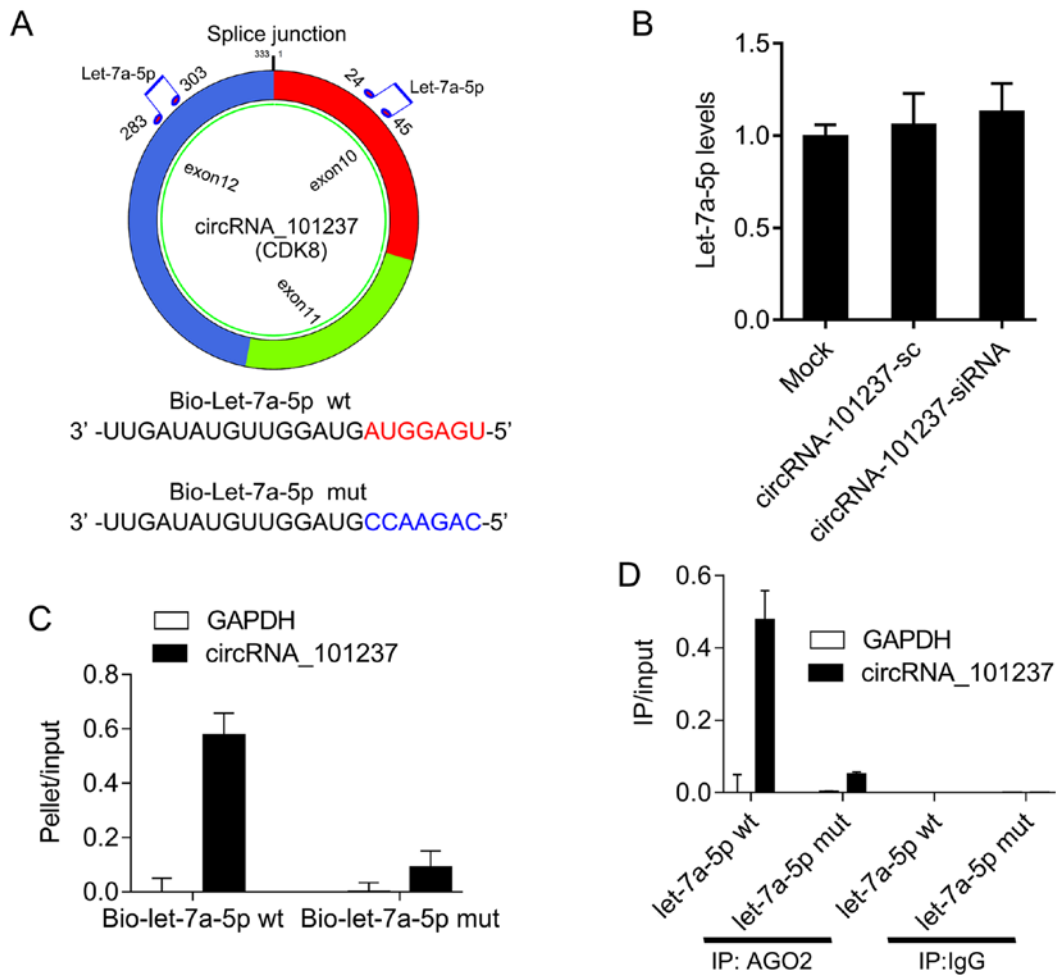 A
Splice junction
333 1
Let-7a-5p
303
283
24
45
Let-7a-5p
exon12
exon10
circRNA_101237
(CDK8)
exon11
Bio-Let-7a-5p wt
3' -UUGAUAUGUUGGAUGAUGGAGU-5'
Bio-Let-7a-5p mut
3' -UUGAUAUGUUGGAUGCCAAGAC-5'
B
Let-7a-5p levels
1.5
1.0
0.5
0.0
Mock
circRNA-101237-sc
circRNA-101237-siRNA
C
GAPDH
circRNA_101237
Pellet/input
0.8
0.6
0.4
0.2
0.0
Bio-let-7a-5p wt
Bio-let-7a-5p mut
D
GAPDH
circRNA_101237
IP/input
0.6
0.4
0.2
0.0
let-7a-5p wt
let-7a-5p mut
let-7a-5p wt
let-7a-5p mut
IP: AGO2
IP:IgG